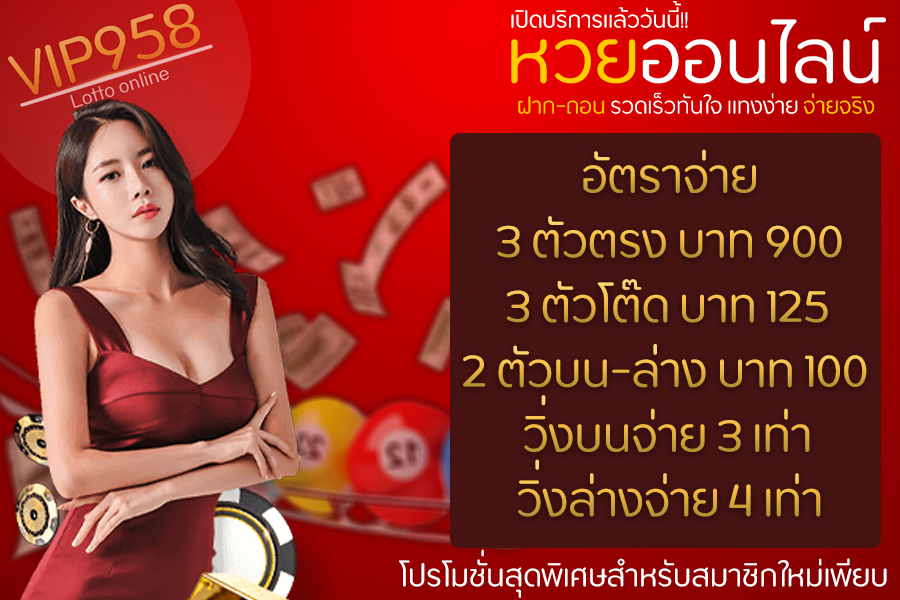 VIP958
Lotto online
เปิดบริการแล้ววันนี้!!
หวยออนไลน์
ฝาก-ถอน รวดเร็วทันใจ แทงง่าย จ่ายจริง
อัตราจ่าย
3 ตัวตรง บาท 900
3 ตัวโต๊ด บาท 125
2 ตัวบน-ล่าง บาท 100
วิ่งบนจ่าย 3 เท่า
วิ่งล่างจ่าย 4 เท่า
โปรโมชั่นสุดพิเศษสำหรับสมาชิกใหม่เพียบ
12